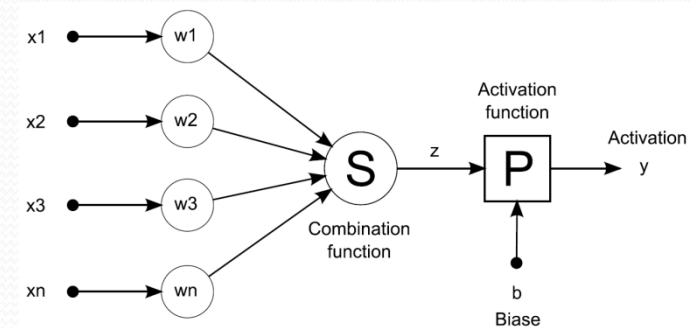 x1
w1
x2
w2
x3
w3
xn
wn
S
Combination
function
z
Activation
function
P
Activation
y
b
Biase